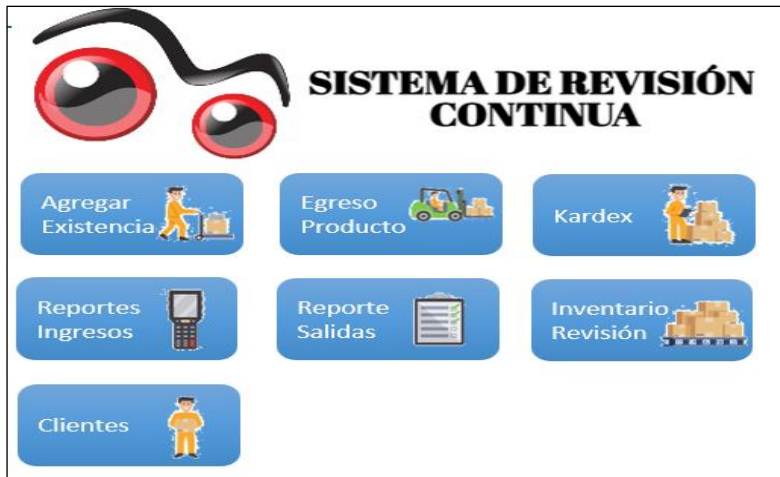 SISTEMA DE REVISIÓN
CONTINUA
Agregar
Existencia
Egreso
Producto
Kardex
Reportes
Ingresos
Reporte
Salidas
Inventario
Revisión
Clientes